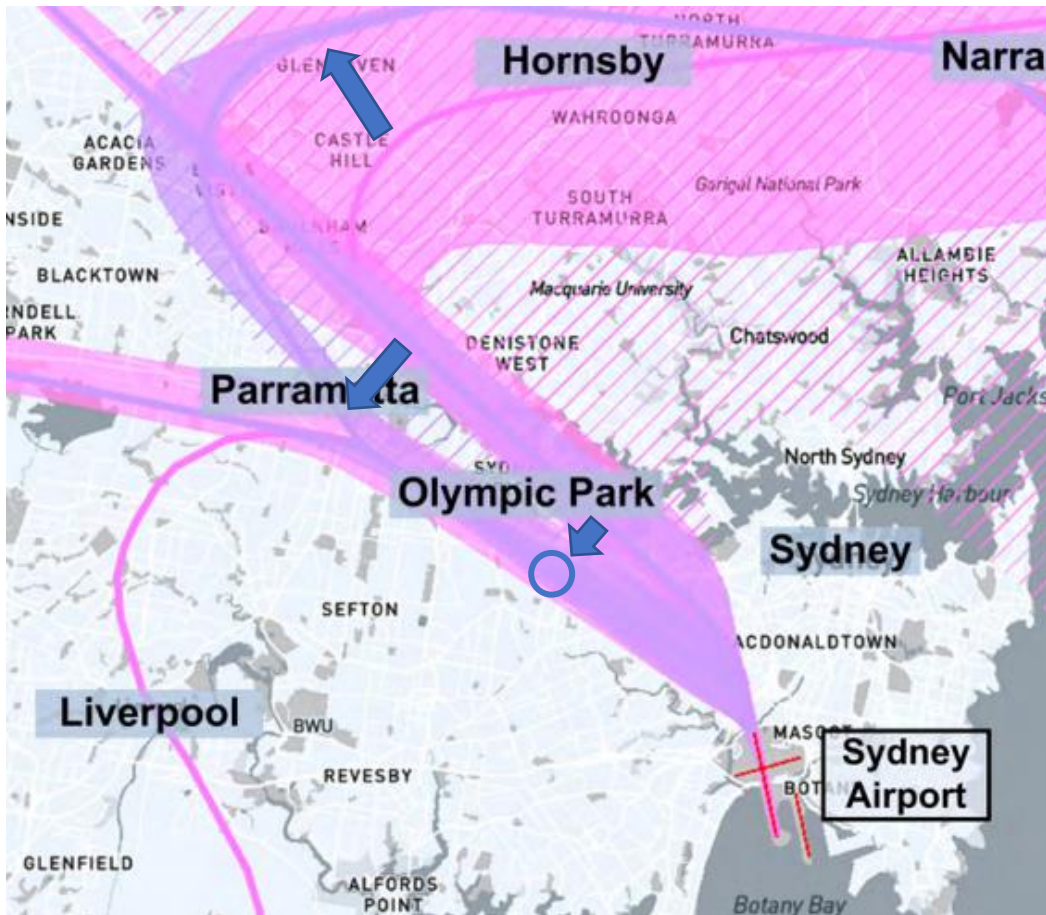 NORTH
TURRAMURRA
Hornsby
Narra
WAHROONGA
ACACIA
GARDENS
CASTLE
HILL
Garigal National Park
SOUTH
TURRAMURRA
NSIDE
BLACKTOWN
ALLAMBIE
HEIGHTS
Macquarie University
RNDELL
PARK
DENISTONE
WEST
Chatswood
Port Jacks
North Sydney
Sydney Harbour
SYD
Olympic Park
Sydney
SEFTON
ACDONALDTOWN
Liverpool
BWU
MASCOT
Sydney
Airport
REVESBY
GLENFIELD
ALFORDS
POINT
Botany Bay